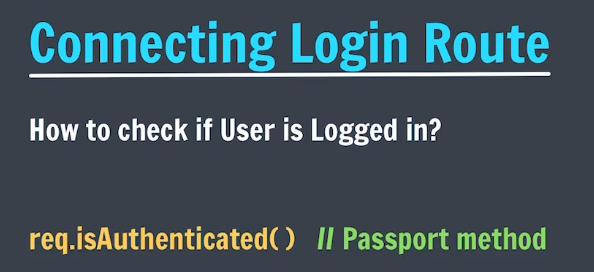 Connecting Login Route
How to check if User is Logged in?
req.isAuthenticated( )   // Passport method